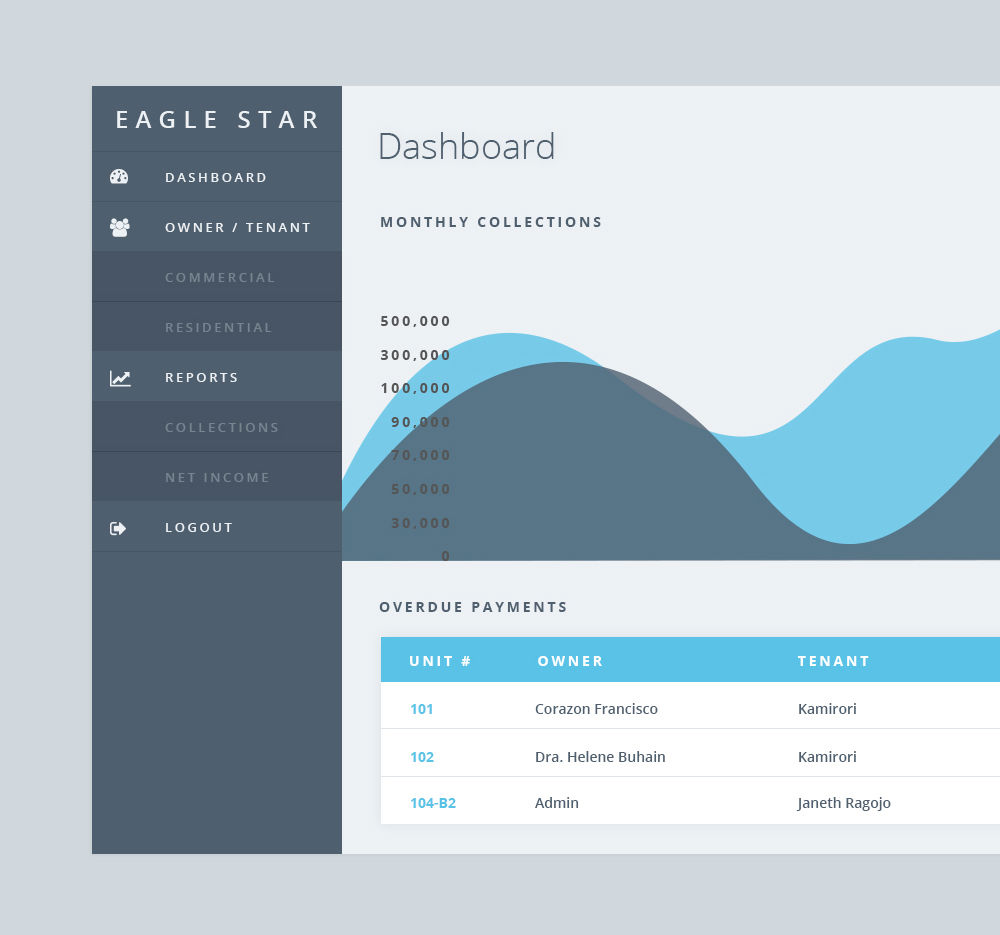 EAGLE STAR
DASHBOARD
OWNER / TENANT
COMMERCIAL
RESIDENTIAL
REPORTS
COLLECTIONS
NET INCOME
LOGOUT
Dashboard
MONTHLY COLLECTIONS
500,000
300,000
100,000
90,000
70,000
50,000
30,000
0
OVERDUE PAYMENTS
UNIT # OWNER TENANT
101 Corazon Francisco Kamirori
102 Dra. Helene Buhain Kamirori
104-B2 Admin Janeth Ragojo